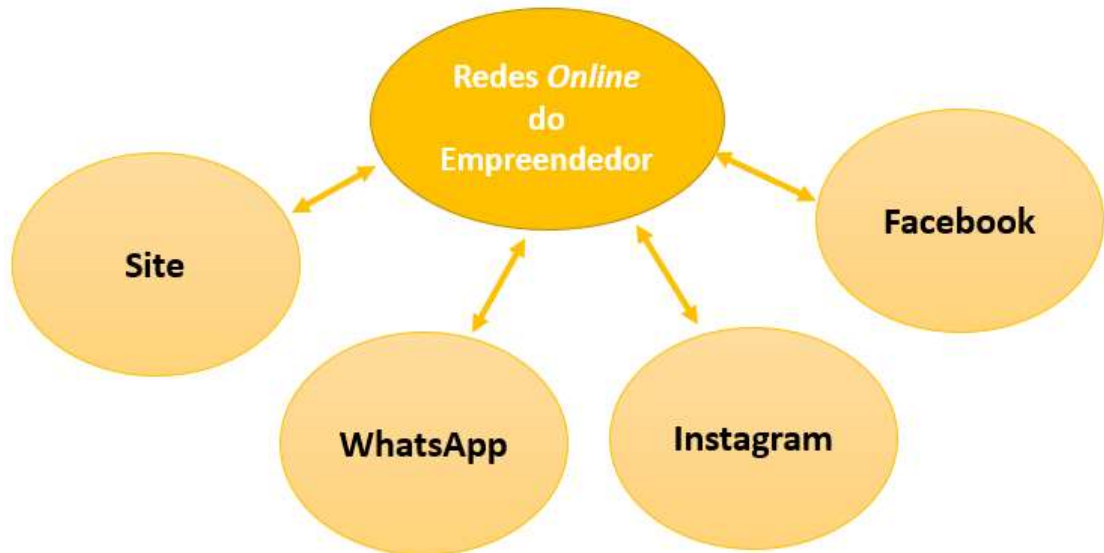 Redes Online
do
Empreendedor
Facebook
Site
WhatsApp
Instagram